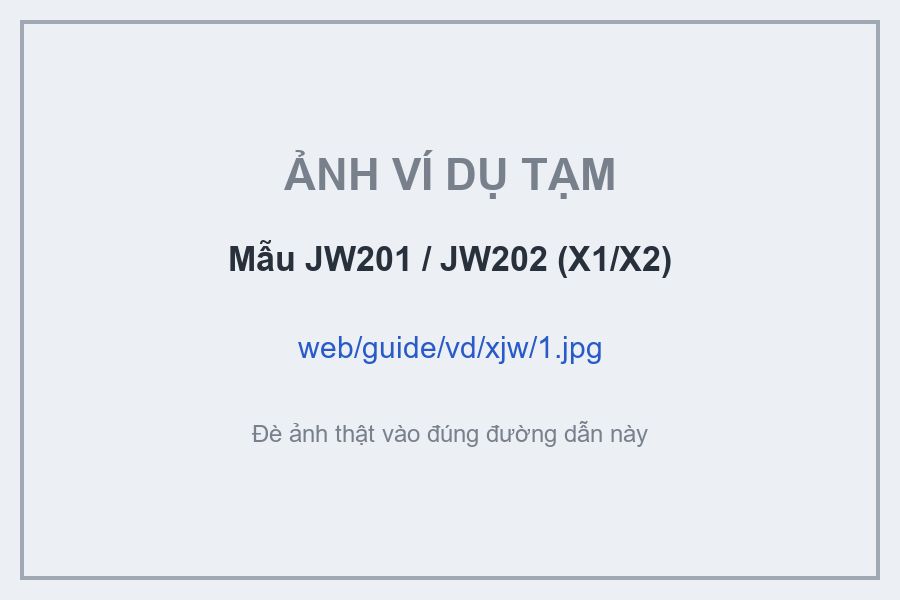 ẢNH VÍ DỤ TẠM
Mẫu JW201 / JW202 (X1/X2)
web/guide/vd/xjw/1.jpg
Đè ảnh thật vào đúng đường dẫn này